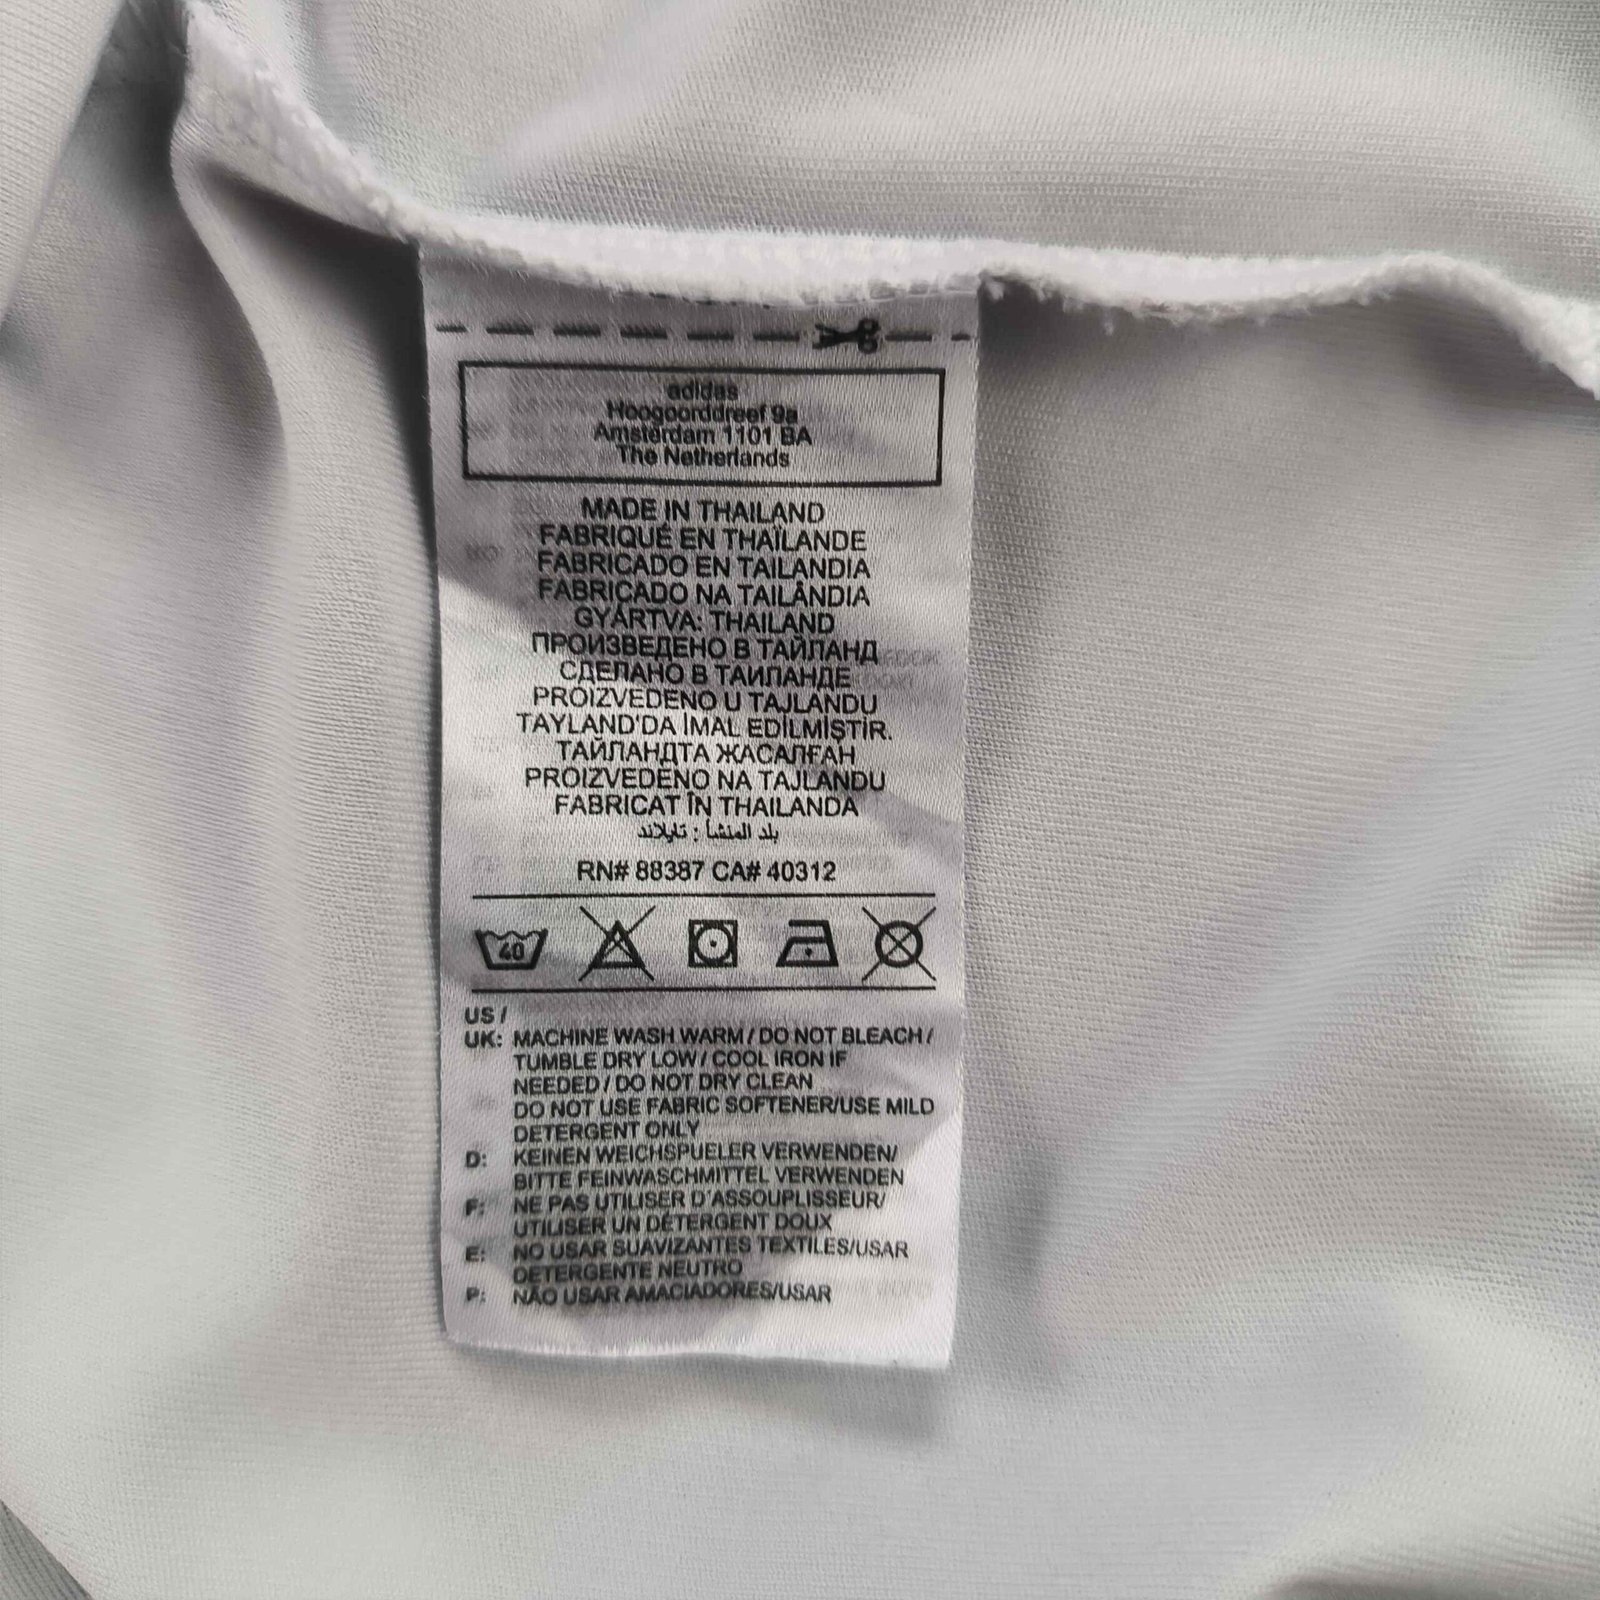 adidas
Hoogoorddreef 9a
Amsterdam 1101 BA
The Netherlands
MADE IN THAILAND
FABRIQUÉ EN THAÏLANDE
FABRICADO EN TAILANDIA
FABRICADO NA TAILÂNDIA
GYÁRTVA: THAILAND
ПРОИЗВЕДЕНО В ТАЙЛАНД
СДЕЛАНО В ТАИЛАНДЕ
PROIZVEDENO U TAJLANDU
TAYLAND'DA İMAL EDİLMİŞTİR.
ТАЙЛАНДТА ЖАСАЛҒАН
PROIZVEDENO NA TAJLANDU
FABRICAT ÎN THAILANDA
بلد المنشأ : تايلاند
RN# 88387 CA# 40312
40
US /
UK: MACHINE WASH WARM / DO NOT BLEACH /
TUMBLE DRY LOW / COOL IRON IF
NEEDED / DO NOT DRY CLEAN
DO NOT USE FABRIC SOFTENER/USE MILD
DETERGENT ONLY
D: KEINEN WEICHSPUELER VERWENDEN/
BITTE FEINWASCHMITTEL VERWENDEN
F: NE PAS UTILISER D'ASSOUPLISSEUR/
UTILISER UN DÉTERGENT DOUX
E: NO USAR SUAVIZANTES TEXTILES/USAR
DETERGENTE NEUTRO
P: NÃO USAR AMACIADORES/USAR